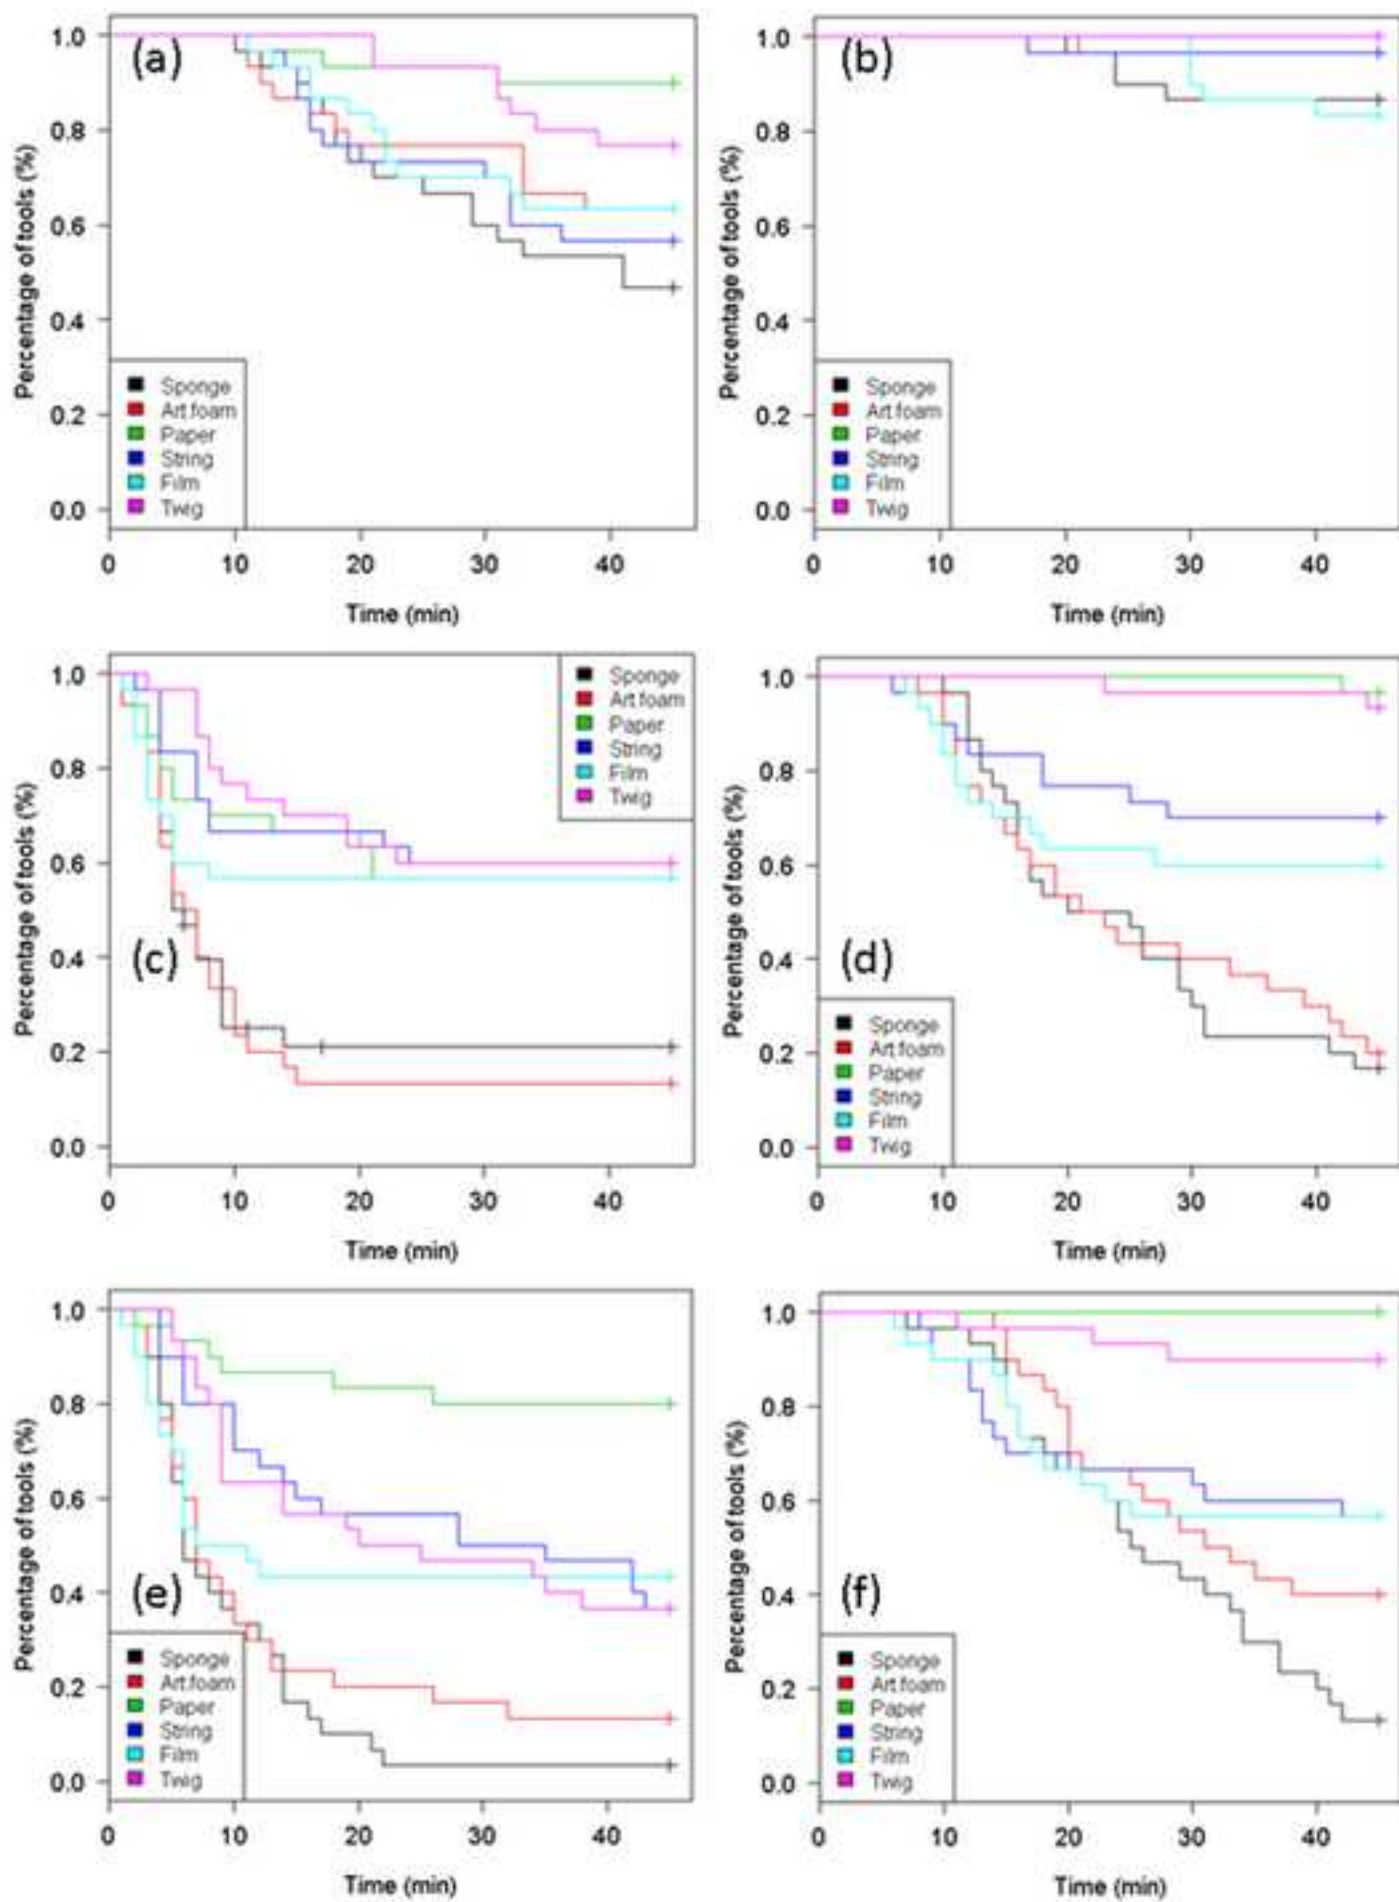 (a)
Percentage of tools (%)
1.0
0.8
0.6
0.4
0.2
0.0
Sponge
Art foam
Paper
String
Film
Twig
0 10 20 30 40
Time (min)
(b)
Percentage of tools (%)
1.0
0.8
0.6
0.4
0.2
0.0
Sponge
Art foam
Paper
String
Film
Twig
0 10 20 30 40
Time (min)
(c)
Percentage of tools (%)
1.0
0.8
0.6
0.4
0.2
0.0
Sponge
Art foam
Paper
String
Film
Twig
0 10 20 30 40
Time (min)
(d)
Percentage of tools (%)
1.0
0.8
0.6
0.4
0.2
0.0
Sponge
Art foam
Paper
String
Film
Twig
0 10 20 30 40
Time (min)
(e)
Percentage of tools (%)
1.0
0.8
0.6
0.4
0.2
0.0
Sponge
Art foam
Paper
String
Film
Twig
0 10 20 30 40
Time (min)
(f)
Percentage of tools (%)
1.0
0.8
0.6
0.4
0.2
0.0
Sponge
Art foam
Paper
String
Film
Twig
0 10 20 30 40
Time (min)